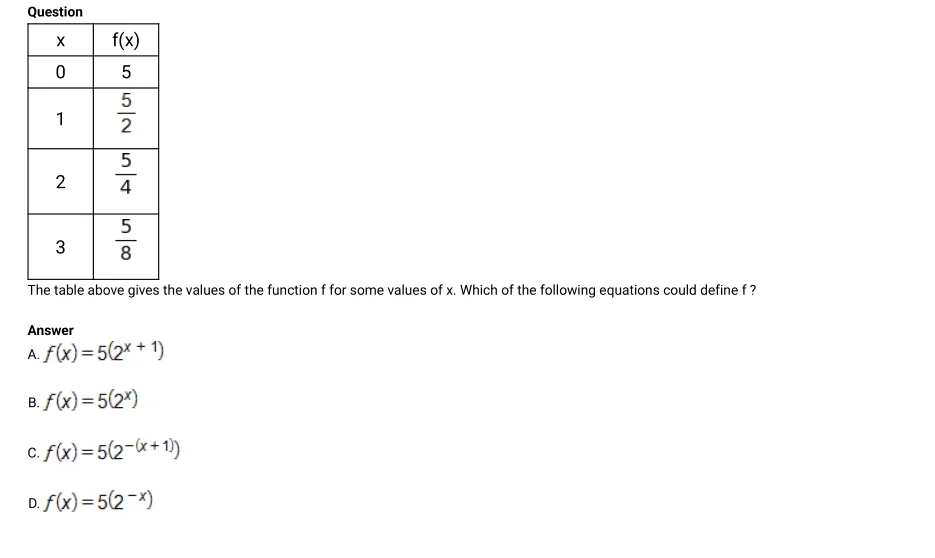 Question
x f(x)
0 5
1 5/2
2 5/4
3 5/8
The table above gives the values of the function f for some values of x. Which of the following equations could define f ?
Answer
A. f(x) = 5(2^(x + 1))
B. f(x) = 5(2^x)
C. f(x) = 5(2^(-(x + 1)))
D. f(x) = 5(2^(-x))